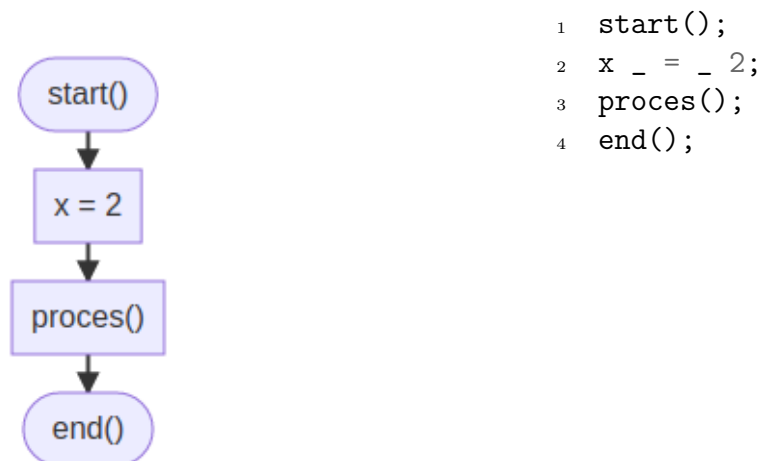 start()
x = 2
proces()
end()
1 start();
2 x _ = _ 2;
3 proces();
4 end();